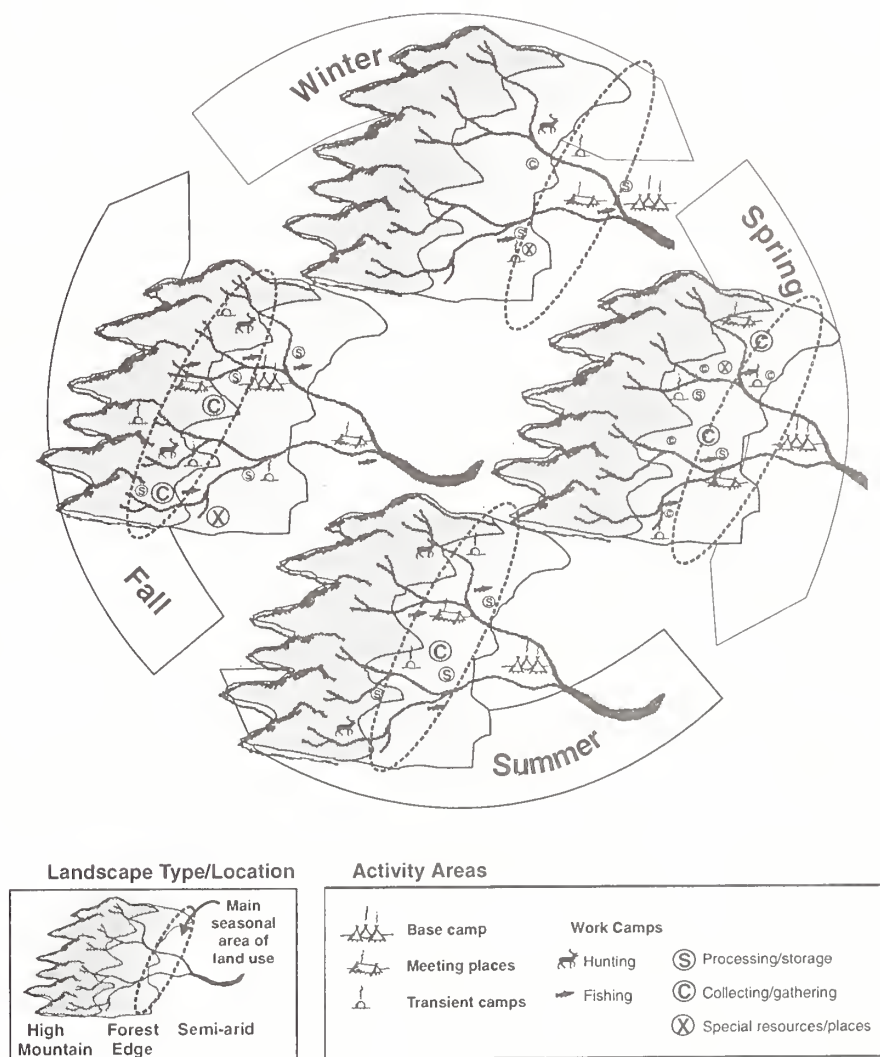 Winter
Spring
Summer
Fall
Landscape Type/Location
Main
seasonal
area of
land use
High
Mountain
Forest
Edge
Semi-arid
Activity Areas
Base camp
Meeting places
Transient camps
Work Camps
Hunting
Fishing
S Processing/storage
C Collecting/gathering
X Special resources/places
C
S
S
X
C
C
X
C
S
C
C
S
C
S
S
C
S
S
C
X
S
C
S
S